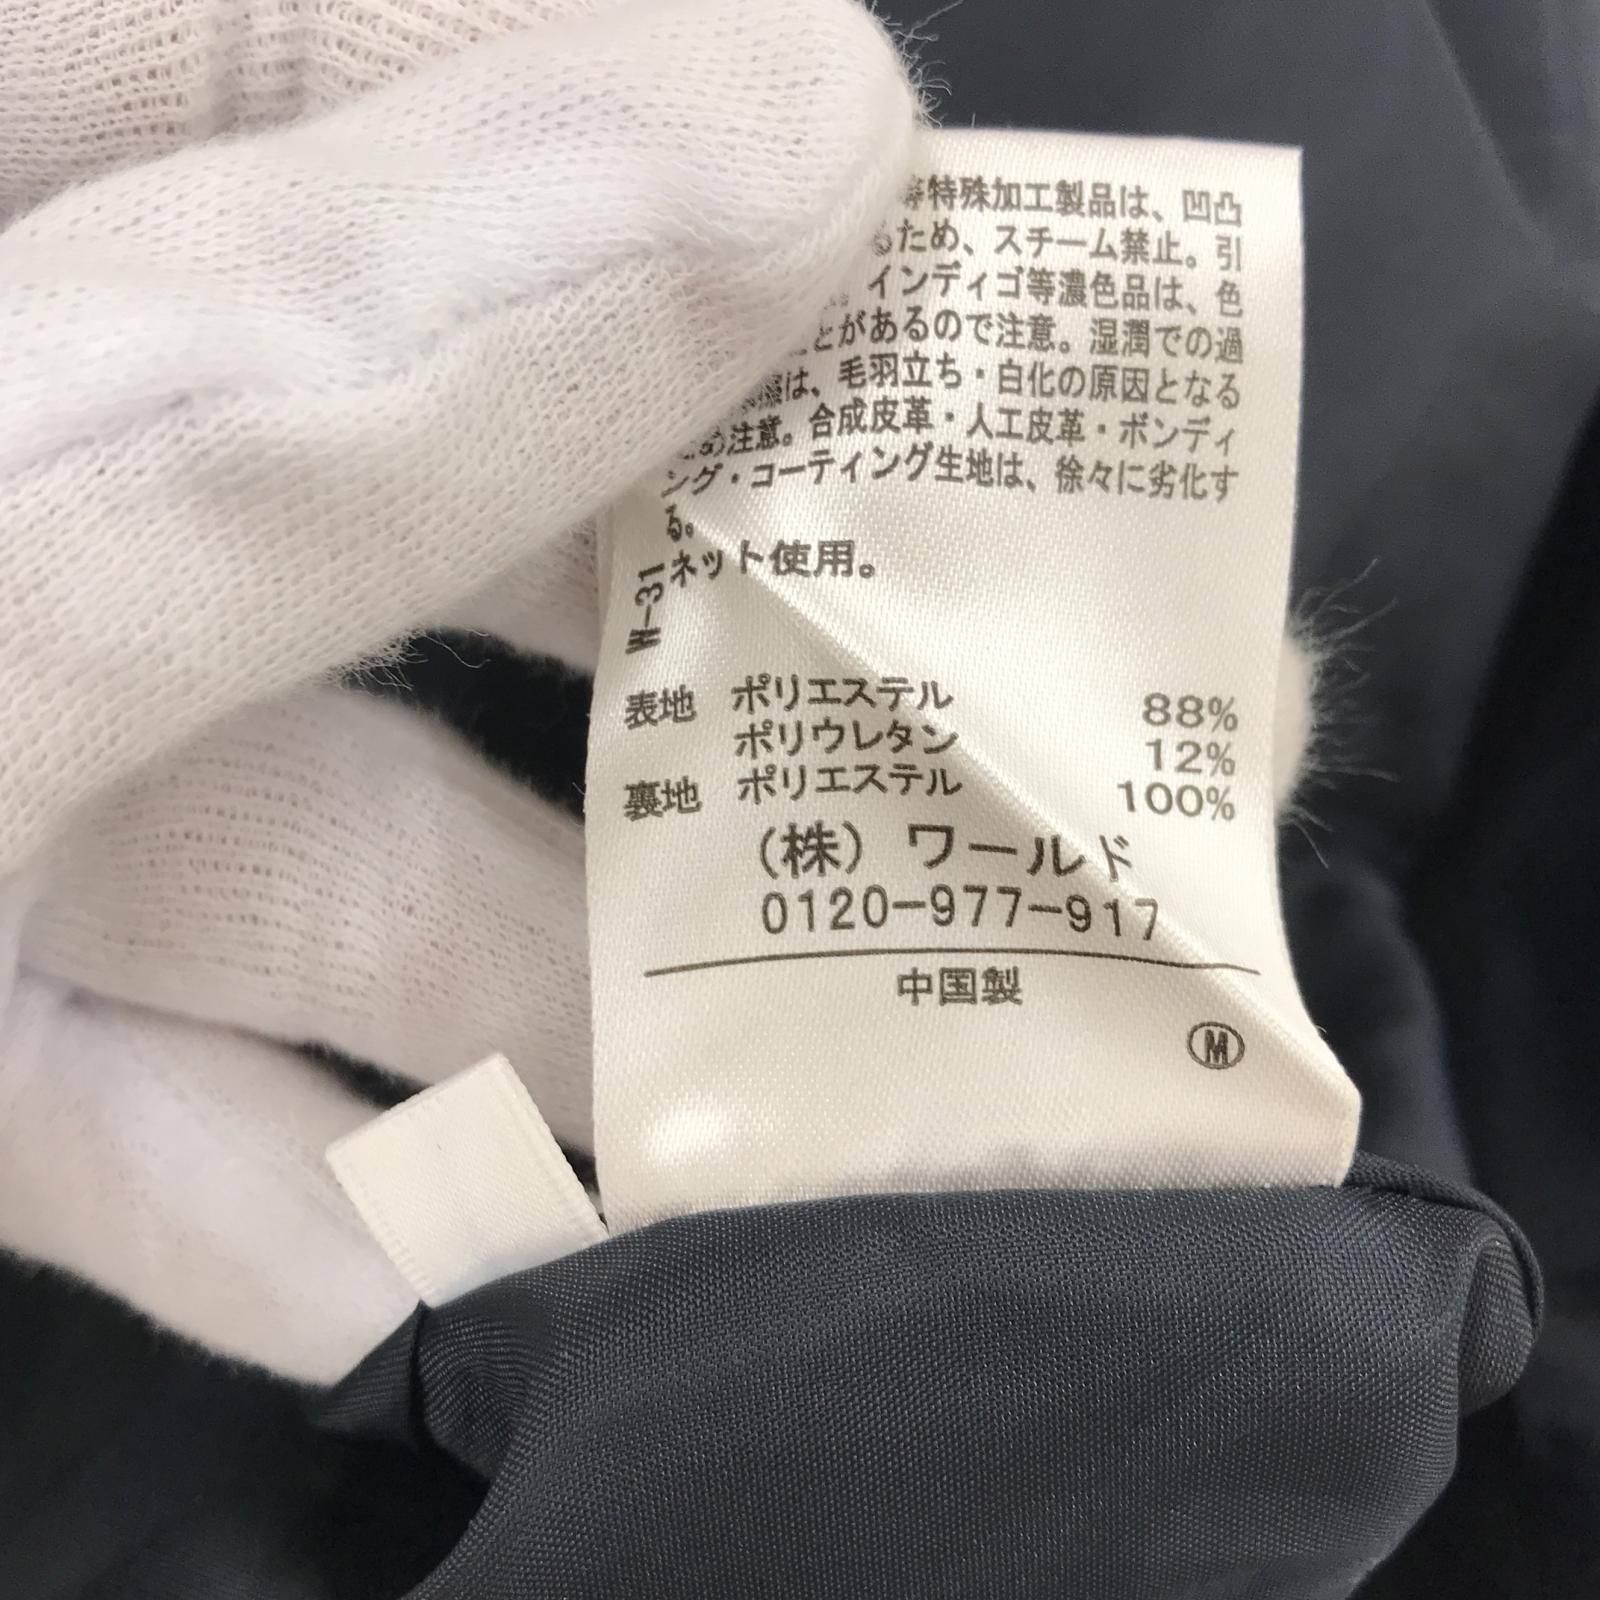 等特殊加工製品は、凹凸
るため、スチーム禁止。引
インディゴ等濃色品は、色
とがあるので注意。湿潤での過
は、毛羽立ち・白化の原因となる
注意。合成皮革・人工皮革・ボンディ
ング・コーティング生地は、徐々に劣化す
る。
ネット使用。
W-31
表地 ポリエステル 88%
ポリウレタン 12%
裏地 ポリエステル 100%
(株) ワールド
0120-977-917
中国製
Ⓜ